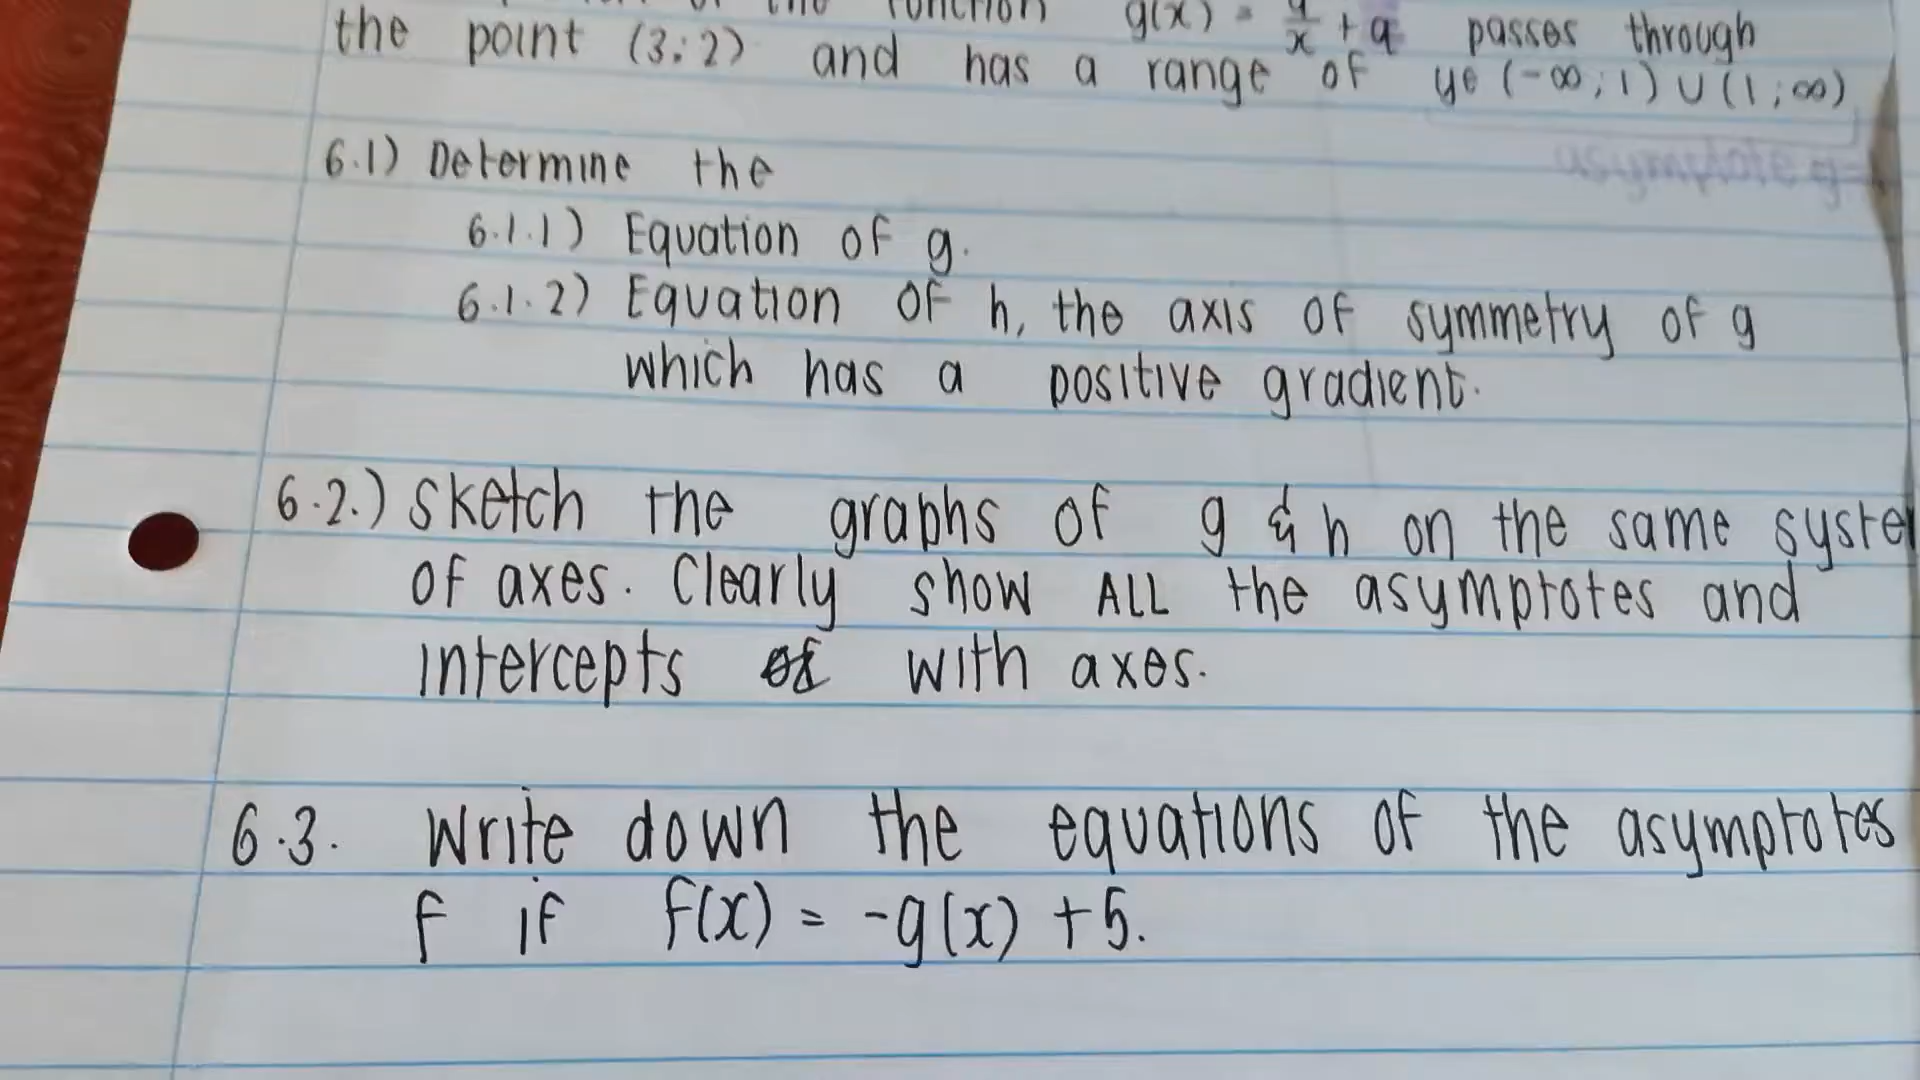 function g(x) = a/x + q passes through
the point (3;2) and has a range of y∈(-∞;1)∪(1;∞)
6.1) Determine the
6.1.1) Equation of g.
6.1.2) Equation of h, the axis of symmetry of g
which has a positive gradient.
6.2.) Sketch the graphs of g & h on the same syste
of axes. Clearly show ALL the asymptotes and
intercepts with axes.
6.3. Write down the equations of the asymptotes
f if f(x) = -g(x) + 5.